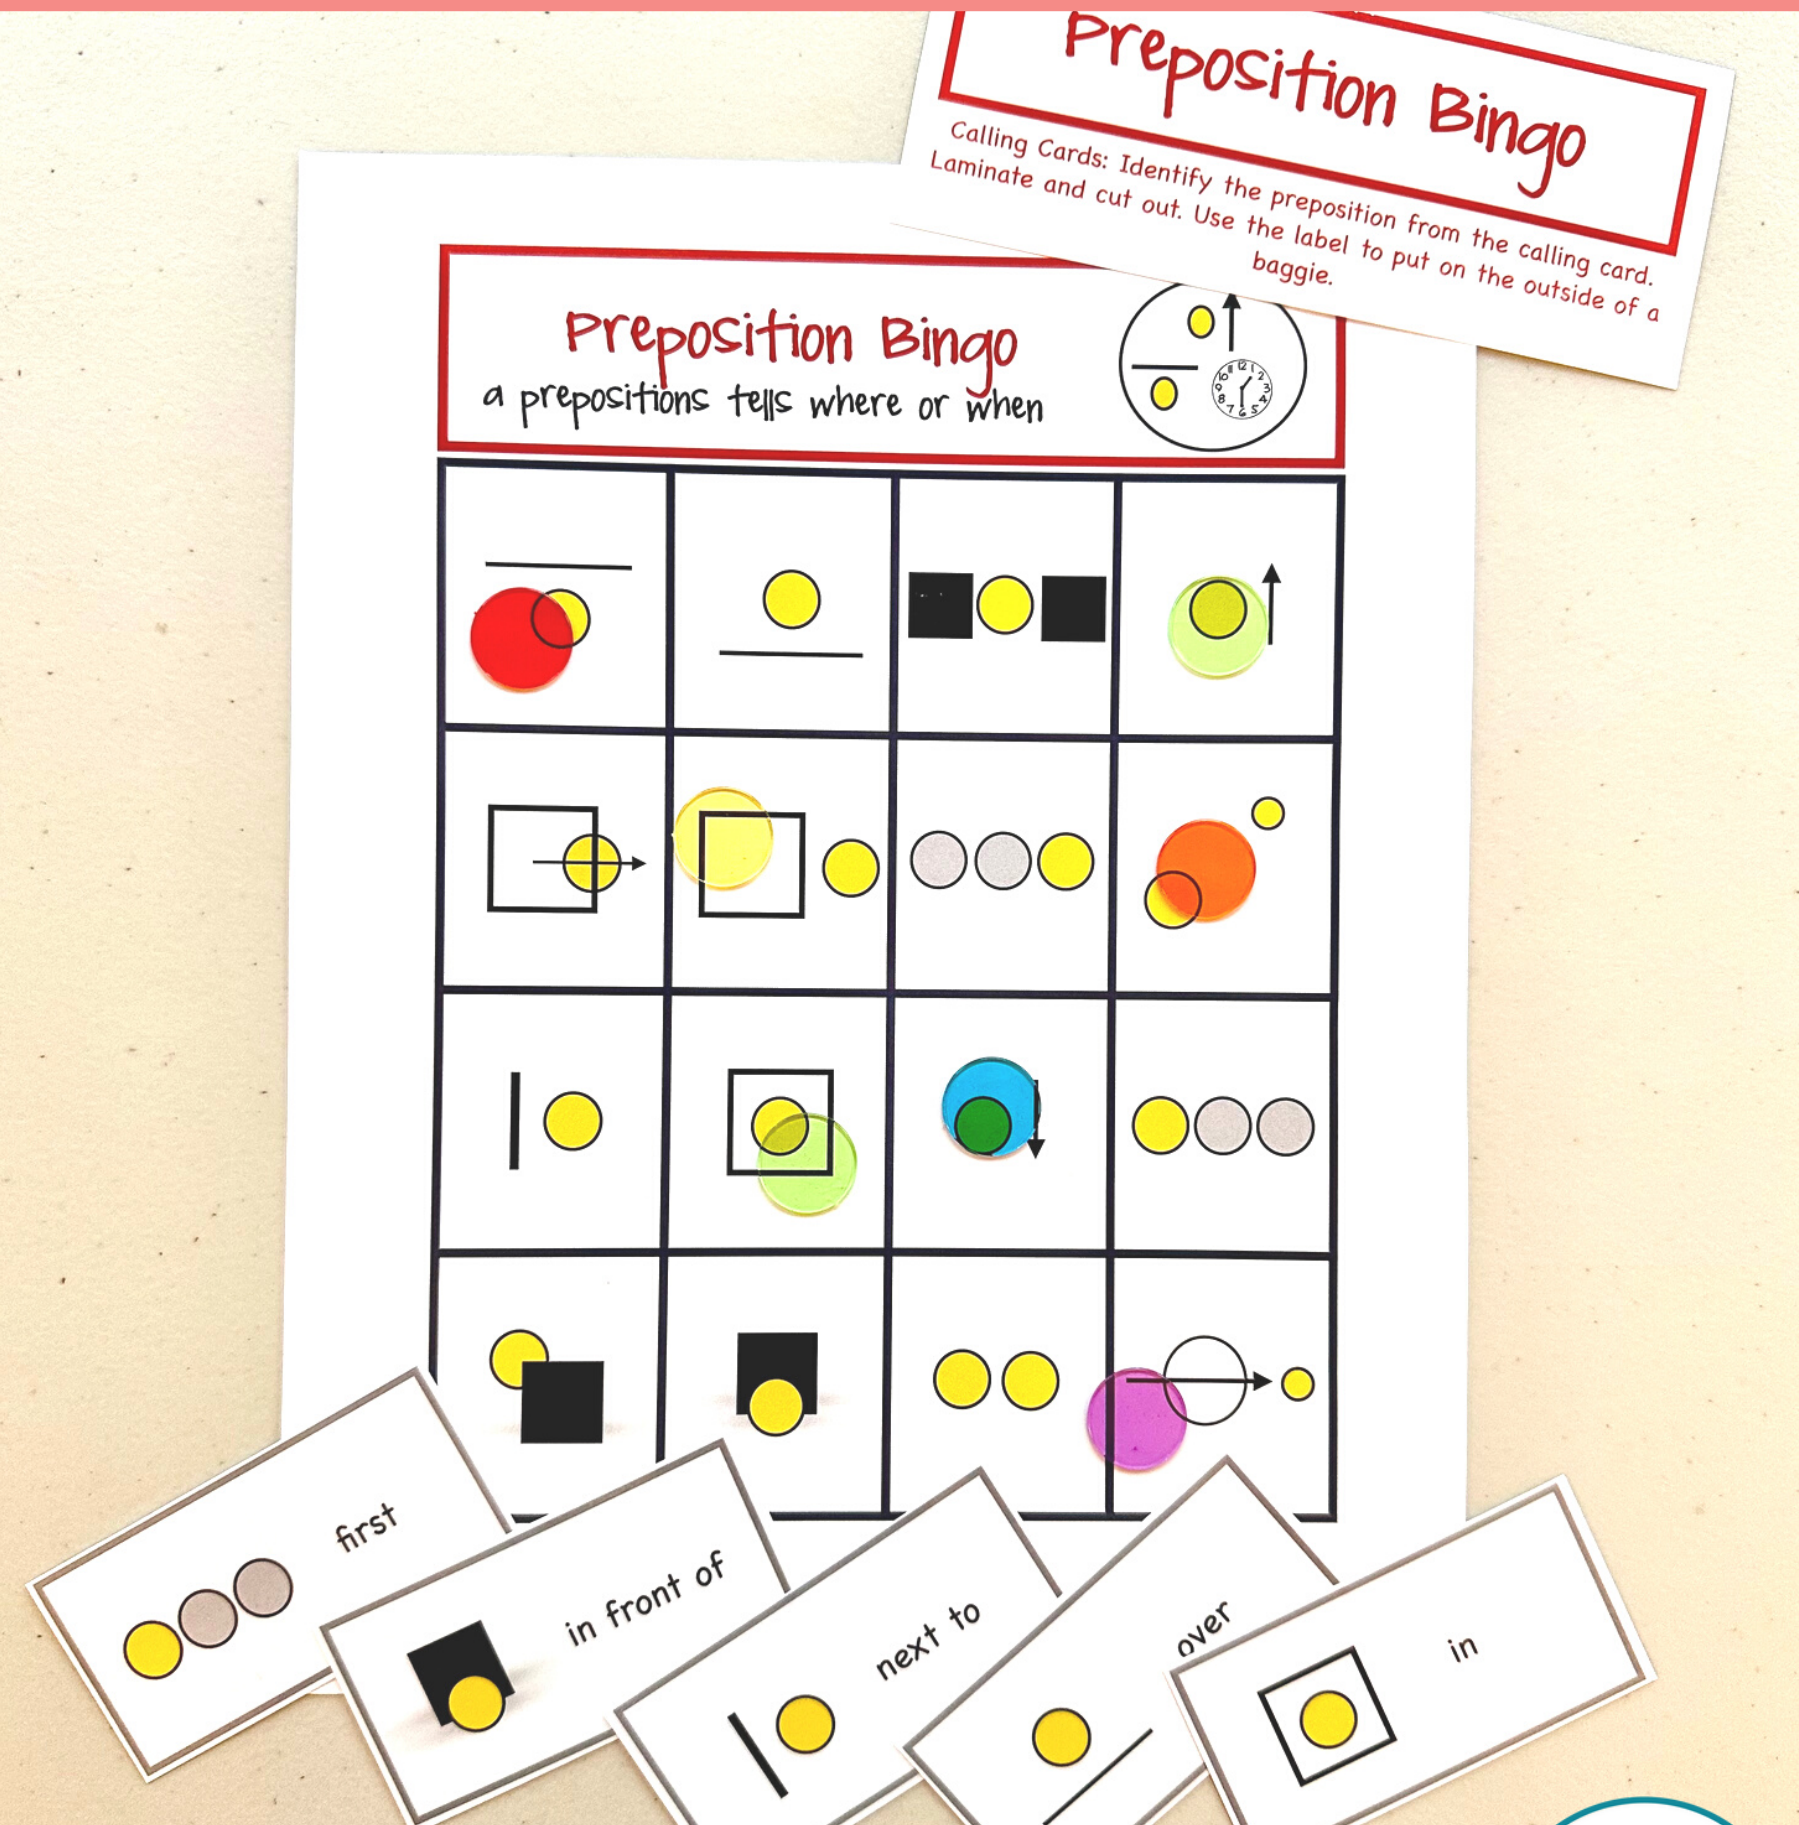 Preposition Bingo
Calling Cards: Identify the preposition from the calling card.
Laminate and cut out. Use the label to put on the outside of a
baggie.
Preposition Bingo
a prepositions tells where or when
first
in front of
next to
over
in